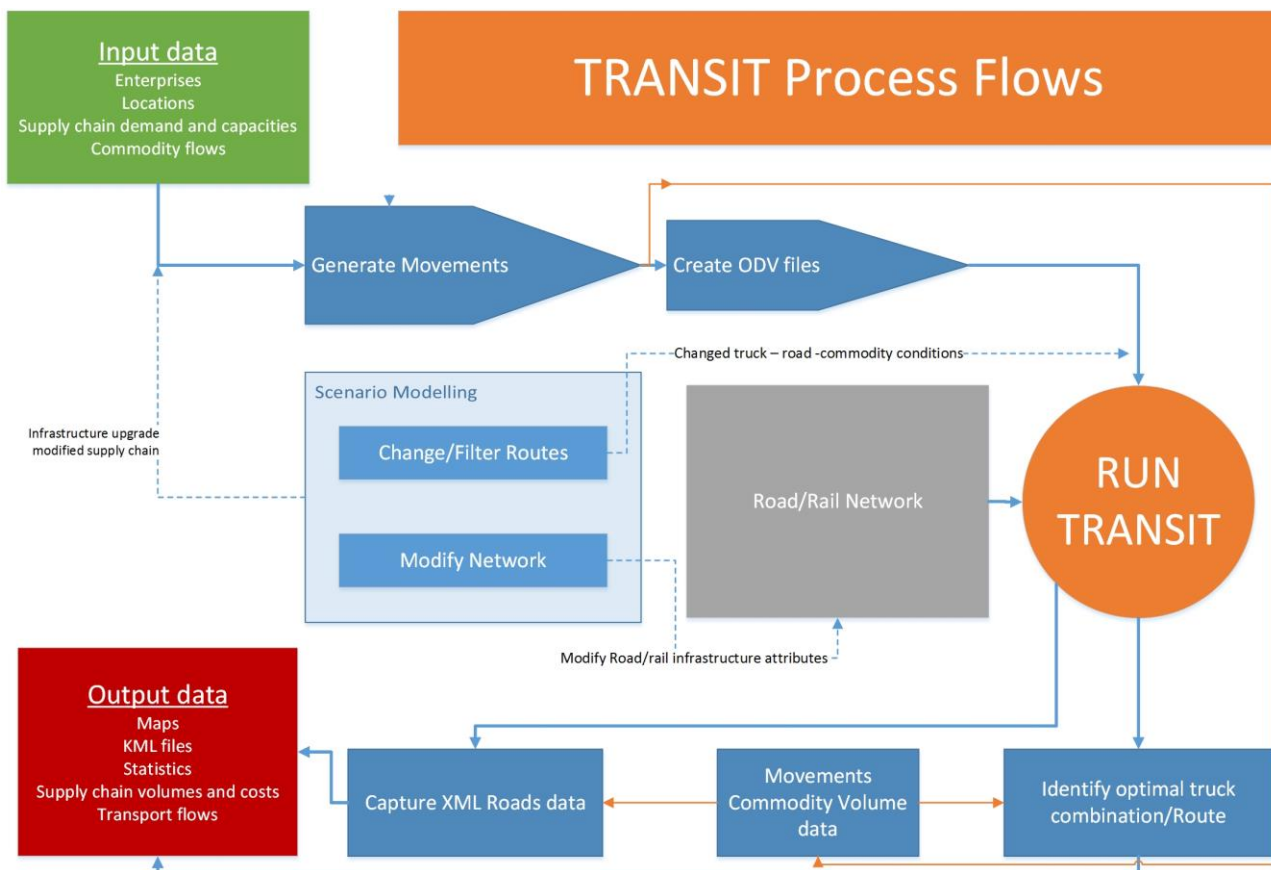 Input data
Enterprises
Locations
Supply chain demand and capacities
Commodity flows
TRANSIT Process Flows
Generate Movements
Create ODV files
Changed truck – road -commodity conditions
Scenario Modelling
Change/Filter Routes
Modify Network
Infrastructure upgrade
modified supply chain
Road/Rail Network
RUN
TRANSIT
Modify Road/rail infrastructure attributes
Output data
Maps
KML files
Statistics
Supply chain volumes and costs
Transport flows
Capture XML Roads data
Movements
Commodity Volume
data
Identify optimal truck
combination/Route